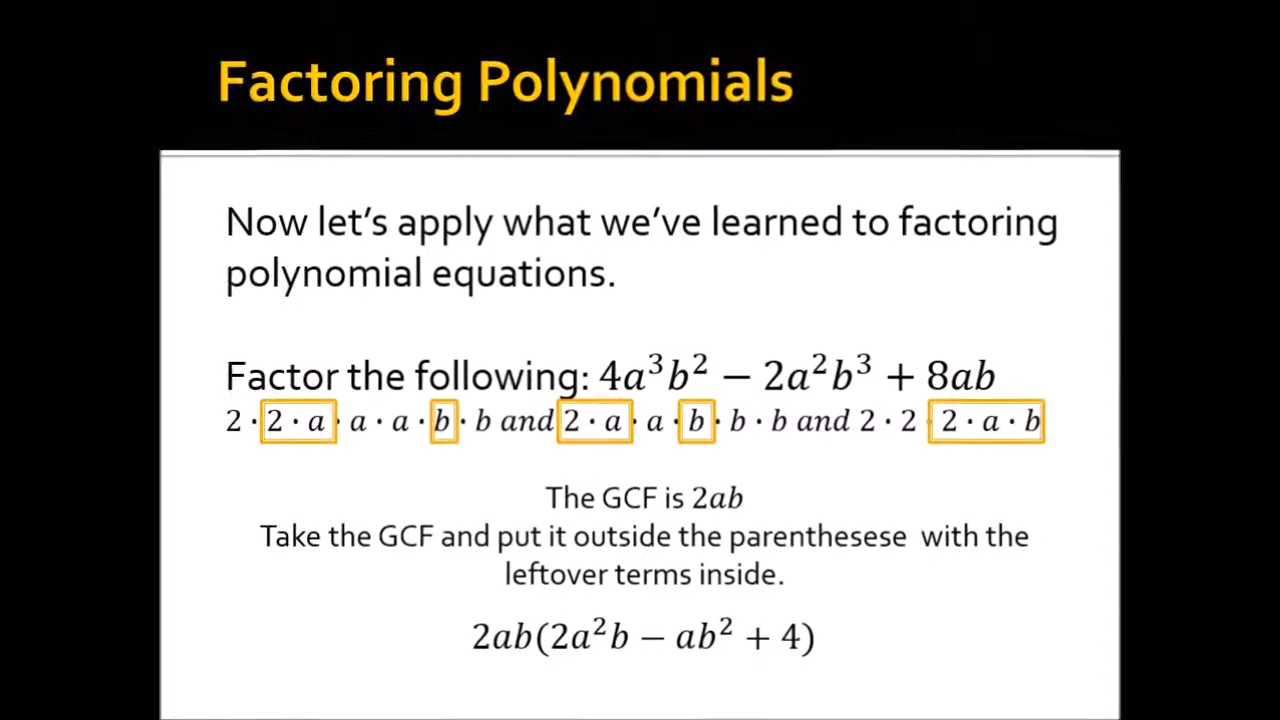 Factoring Polynomials
Now let's apply what we've learned to factoring
polynomial equations.
Factor the following: 4a³b² − 2a²b³ + 8ab
2 · 2 · a · a · a · b · b and 2 · a · a · b · b · b and 2 · 2 · 2 · a · b
The GCF is 2ab
Take the GCF and put it outside the parenthesese with the
leftover terms inside.
2ab(2a²b − ab² + 4)